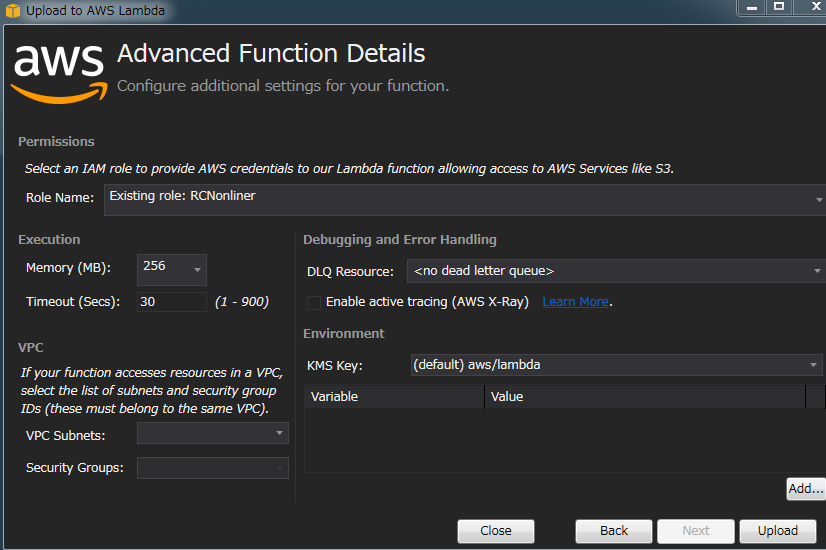 Upload to AWS Lambda
aws
Advanced Function Details
Configure additional settings for your function.
Permissions
Select an IAM role to provide AWS credentials to our Lambda function allowing access to AWS Services like S3.
Role Name: Existing role: RCNonliner
Execution
Memory (MB): 256
Timeout (Secs): 30 (1 - 900)
VPC
If your function accesses resources in a VPC,
select the list of subnets and security group
IDs (these must belong to the same VPC).
VPC Subnets:
Security Groups:
Debugging and Error Handling
DLQ Resource: <no dead letter queue>
Enable active tracing (AWS X-Ray) Learn More.
Environment
KMS Key: (default) aws/lambda
Variable Value
Add...
Close Back Next Upload